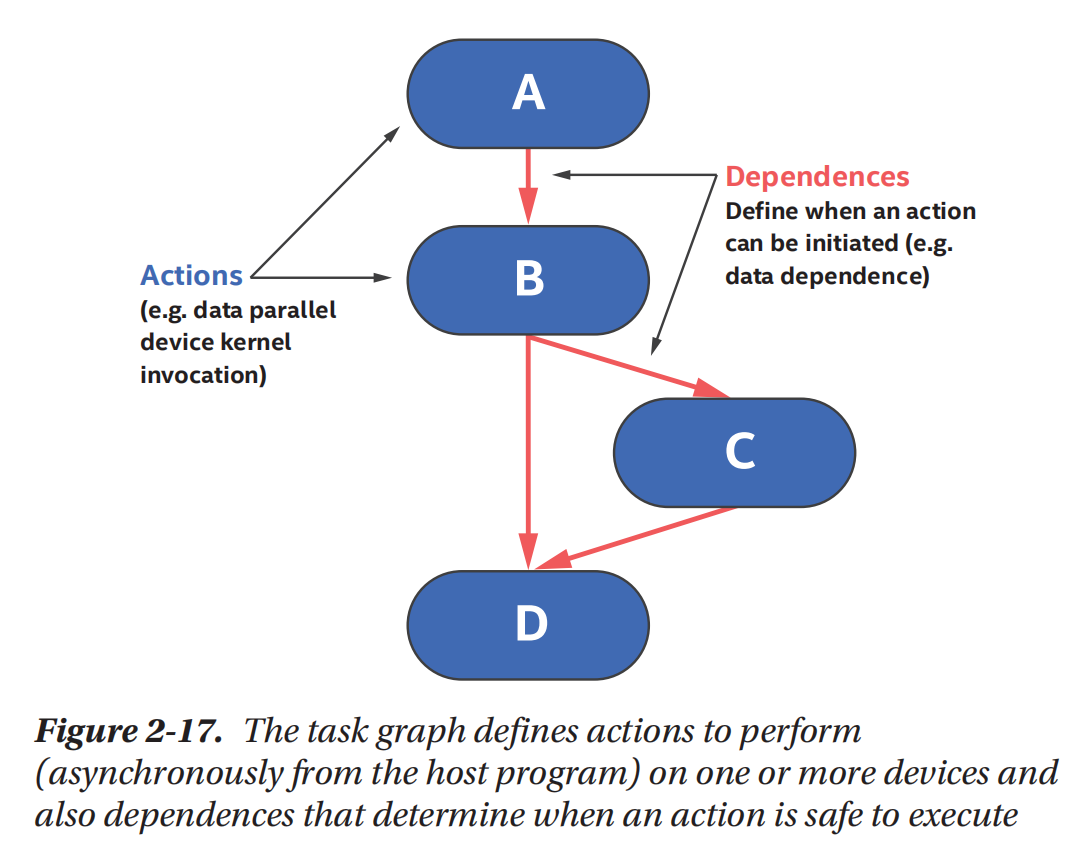 A
Dependences
Define when an action
can be initiated (e.g.
data dependence)
B
Actions
(e.g. data parallel
device kernel
invocation)
C
D
Figure 2-17. The task graph defines actions to perform
(asynchronously from the host program) on one or more devices and
also dependences that determine when an action is safe to execute